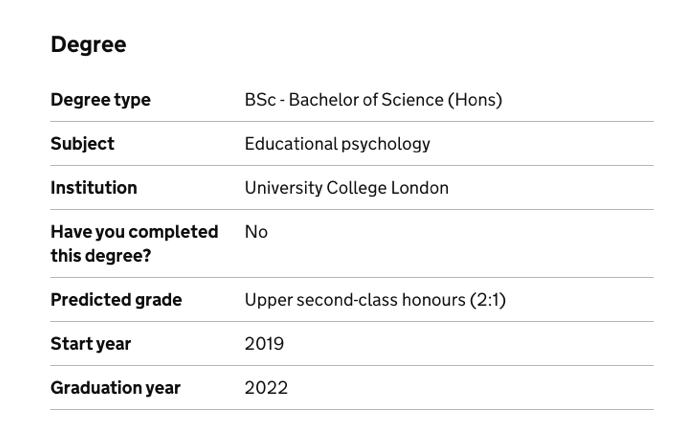 Degree
Degree type BSc - Bachelor of Science (Hons)
Subject Educational psychology
Institution University College London
Have you completed No
this degree?
Predicted grade Upper second-class honours (2:1)
Start year 2019
Graduation year 2022